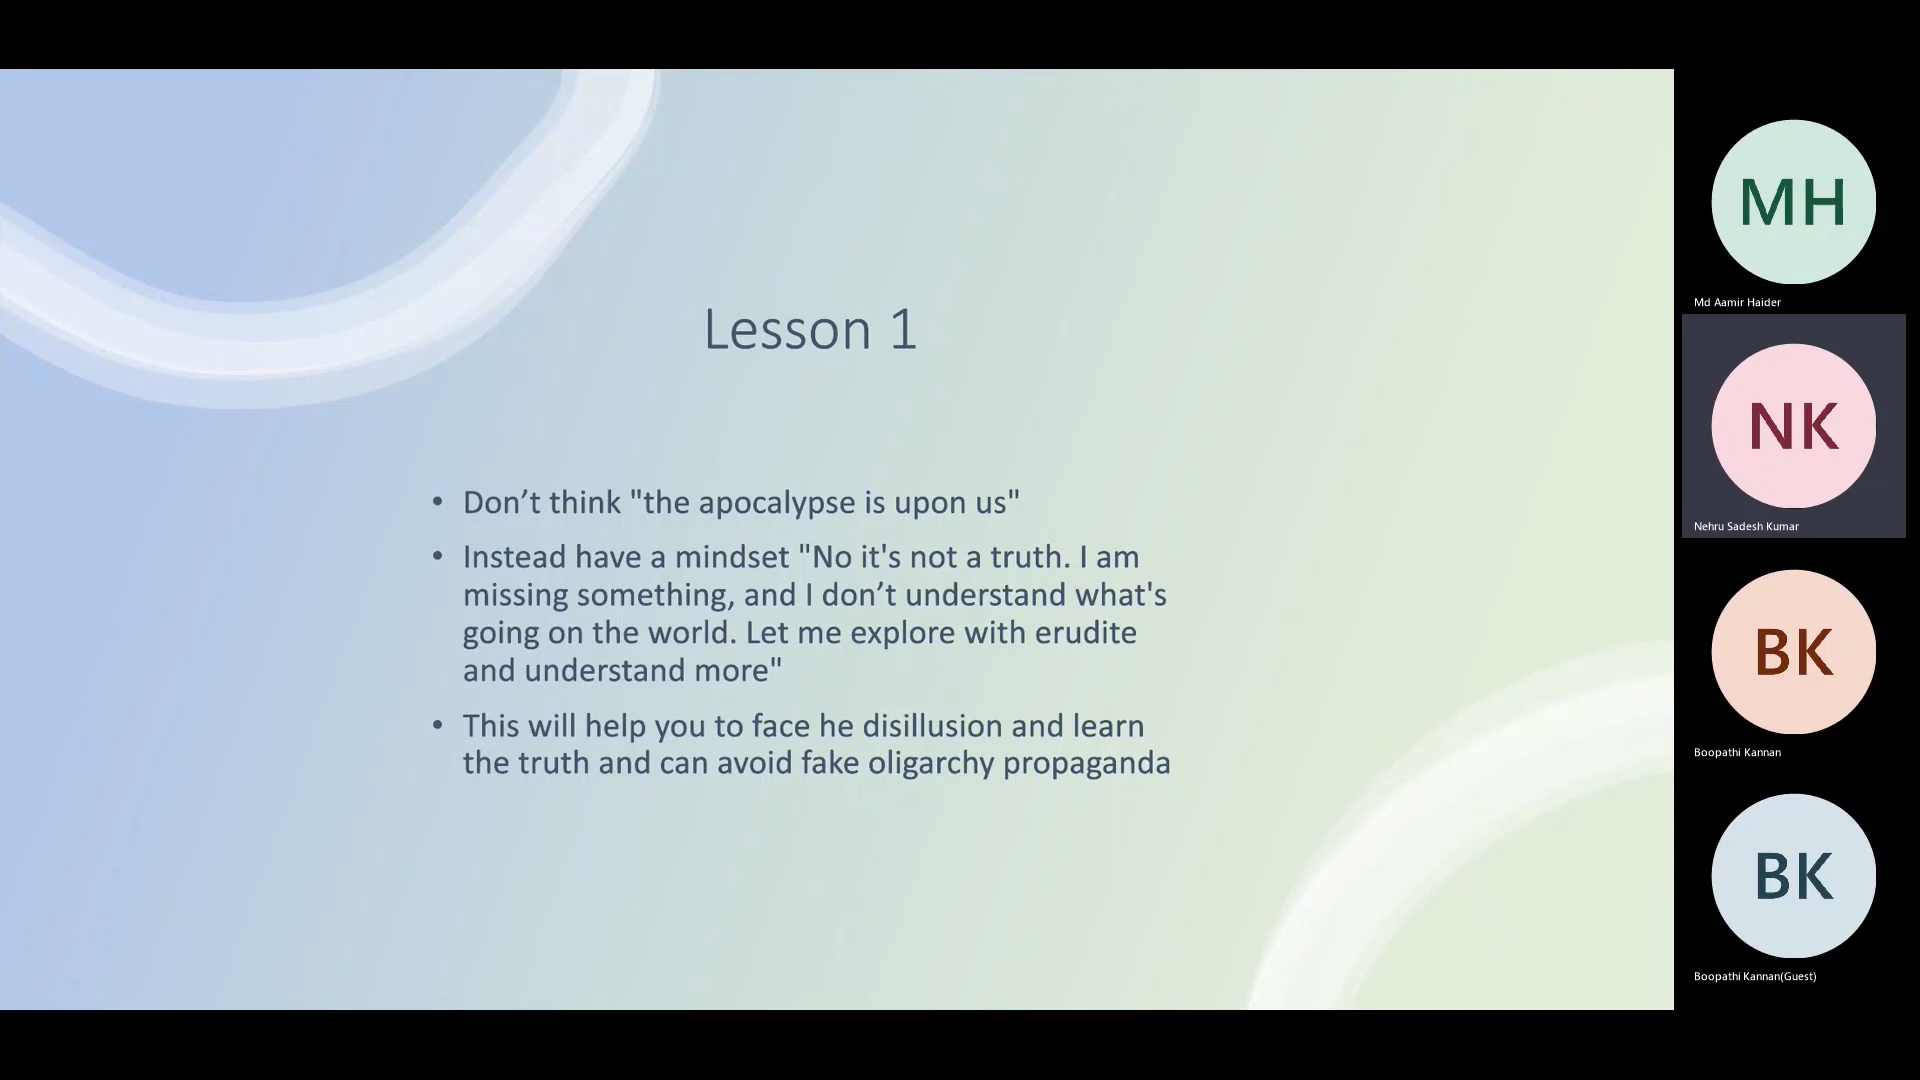 Lesson 1
• Don’t think "the apocalypse is upon us"
• Instead have a mindset "No it's not a truth. I am
missing something, and I don’t understand what's
going on the world. Let me explore with erudite
and understand more"
• This will help you to face he disillusion and learn
the truth and can avoid fake oligarchy propaganda
MH
Md Aamir Haider
NK
Nehru Sadesh Kumar
BK
Boopathi Kannan
BK
Boopathi Kannan(Guest)